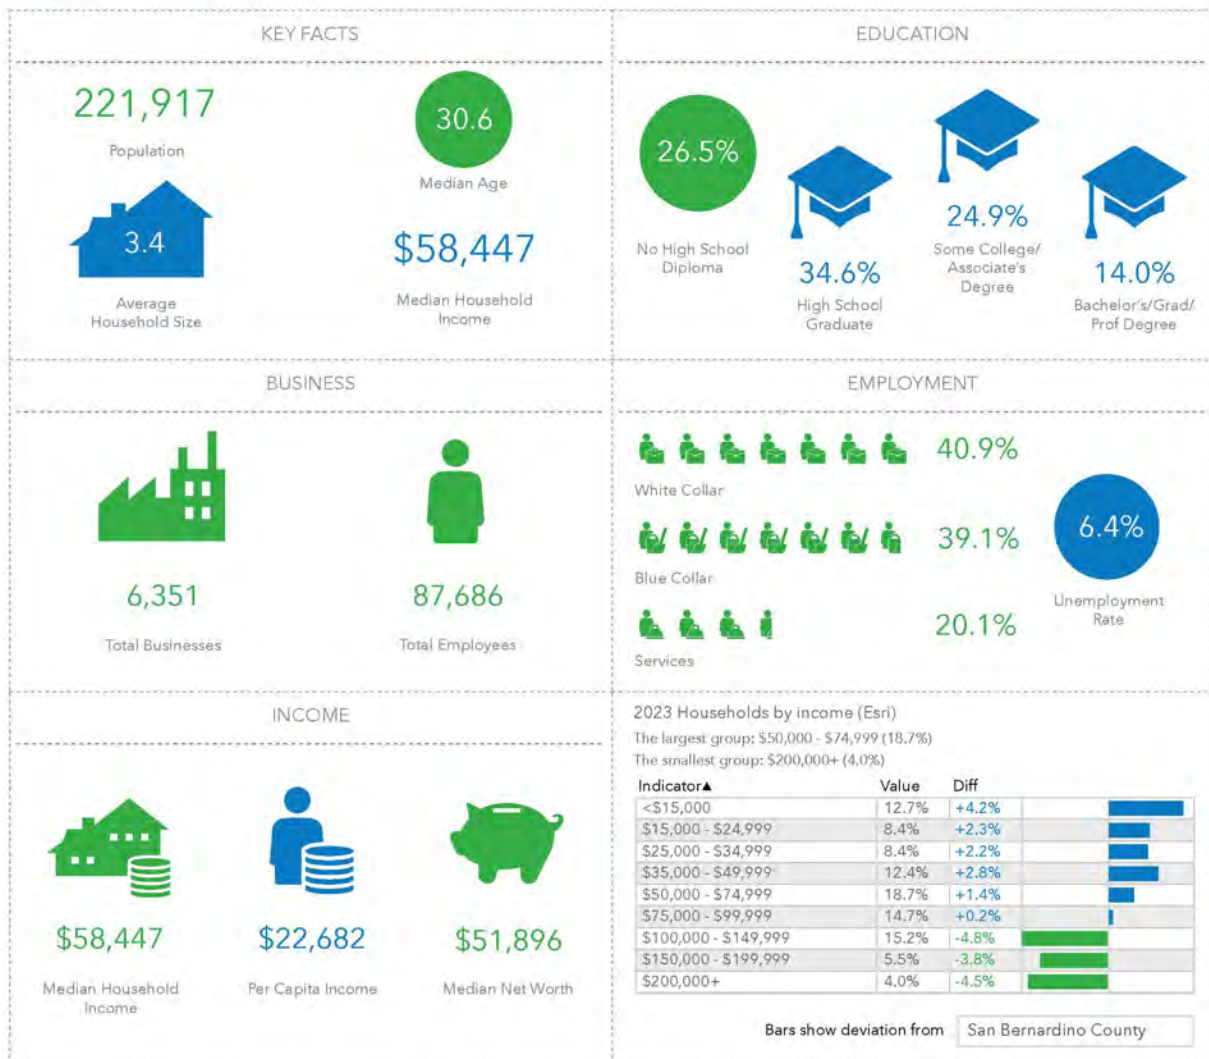 KEY FACTS
221,917
Population
30.6
Median Age
3.4
Average
Household Size
$58,447
Median Household
Income
EDUCATION
26.5%
No High School
Diploma
34.6%
High School
Graduate
24.9%
Some College/
Associate's
Degree
14.0%
Bachelor's/Grad/
Prof Degree
BUSINESS
6,351
Total Businesses
87,686
Total Employees
EMPLOYMENT
40.9%
White Collar
39.1%
Blue Collar
20.1%
Services
6.4%
Unemployment
Rate
INCOME
$58,447
Median Household
Income
$22,682
Per Capita Income
$51,896
Median Net Worth
2023 Households by income (Esri)
The largest group: $50,000 - $74,999 (18.7%)
The smallest group: $200,000+ (4.0%)
Indicator▲ Value Diff
<$15,000 12.7% +4.2%
$15,000 - $24,999 8.4% +2.3%
$25,000 - $34,999 8.4% +2.2%
$35,000 - $49,999 12.4% +2.8%
$50,000 - $74,999 18.7% +1.4%
$75,000 - $99,999 14.7% +0.2%
$100,000 - $149,999 15.2% -4.8%
$150,000 - $199,999 5.5% -3.8%
$200,000+ 4.0% -4.5%
Bars show deviation from San Bernardino County